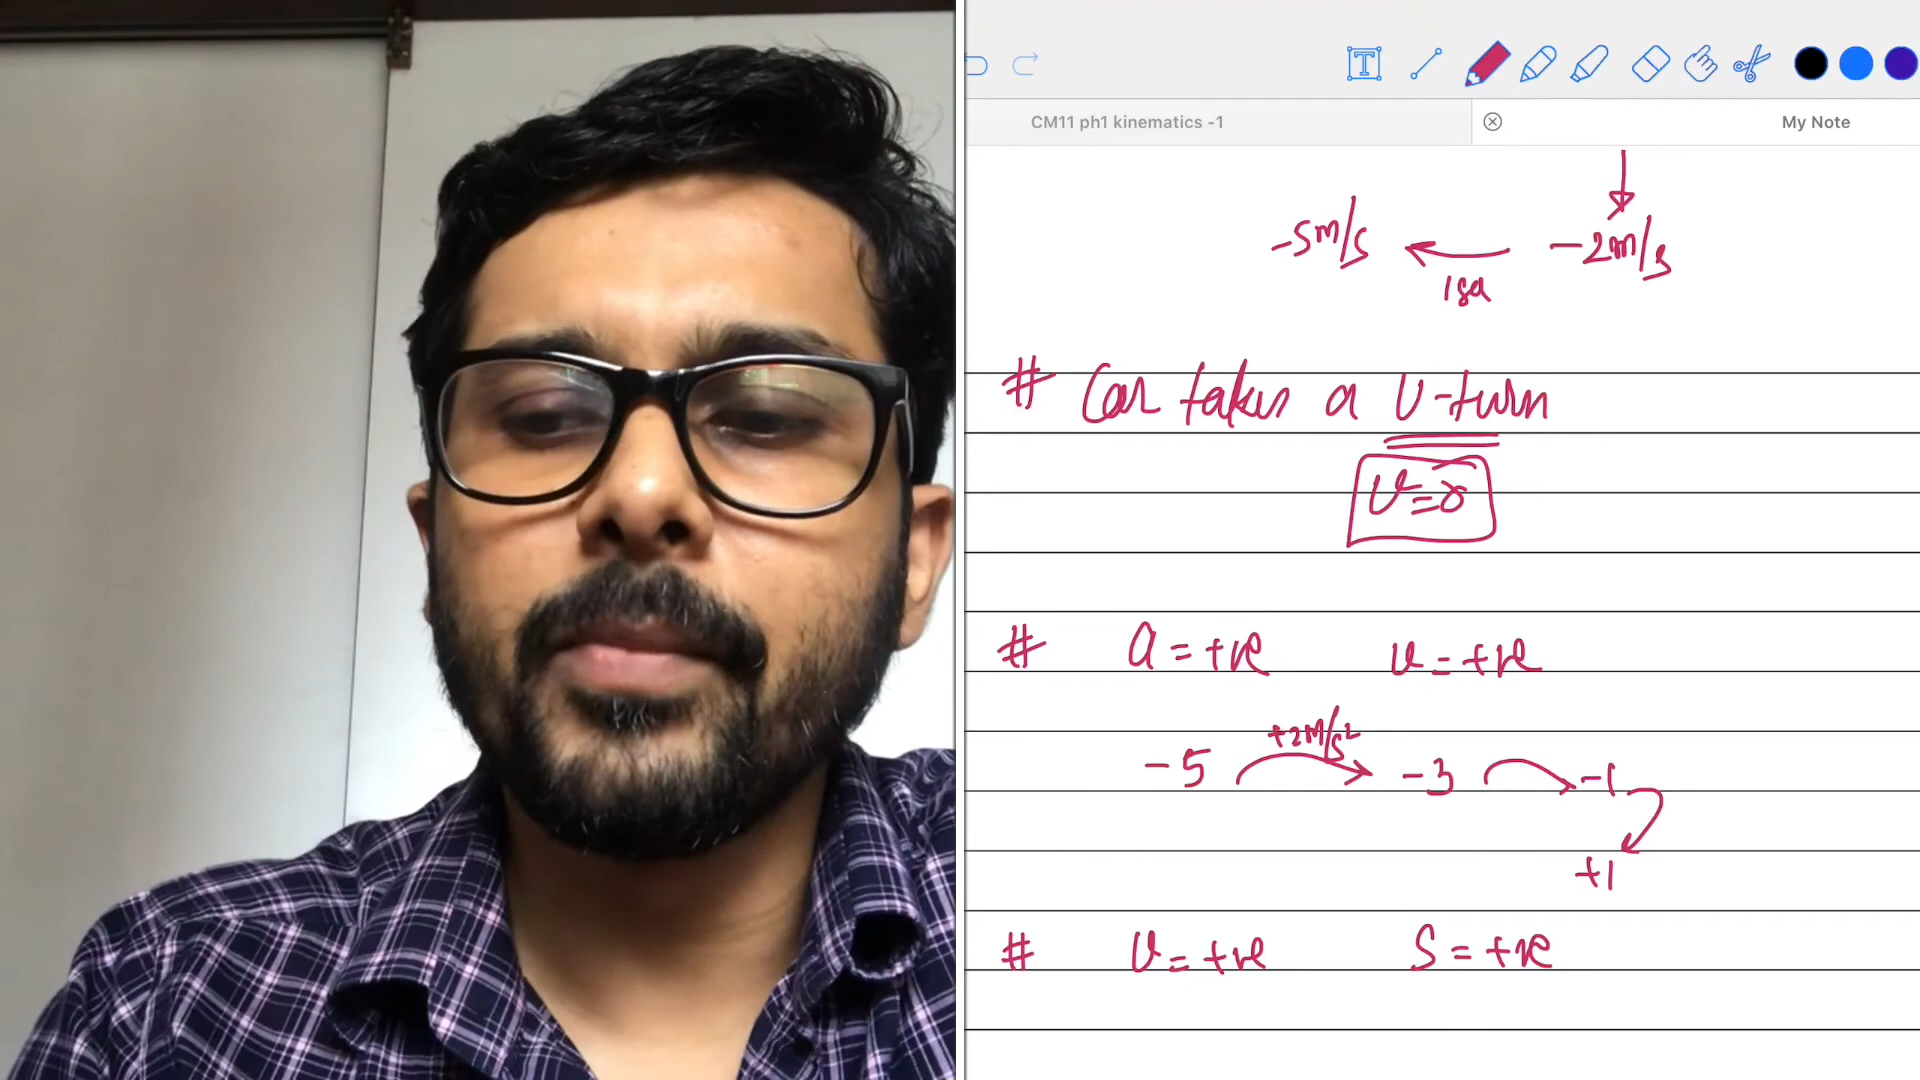 T
CM11 ph1 kinematics -1
My Note
-5m/s -2m/s
1sec
# Car takes a U-turn
v=0
# a=+ve v=+ve
+2m/s²
-5 -3 -1
+1
# v=+ve S=+ve